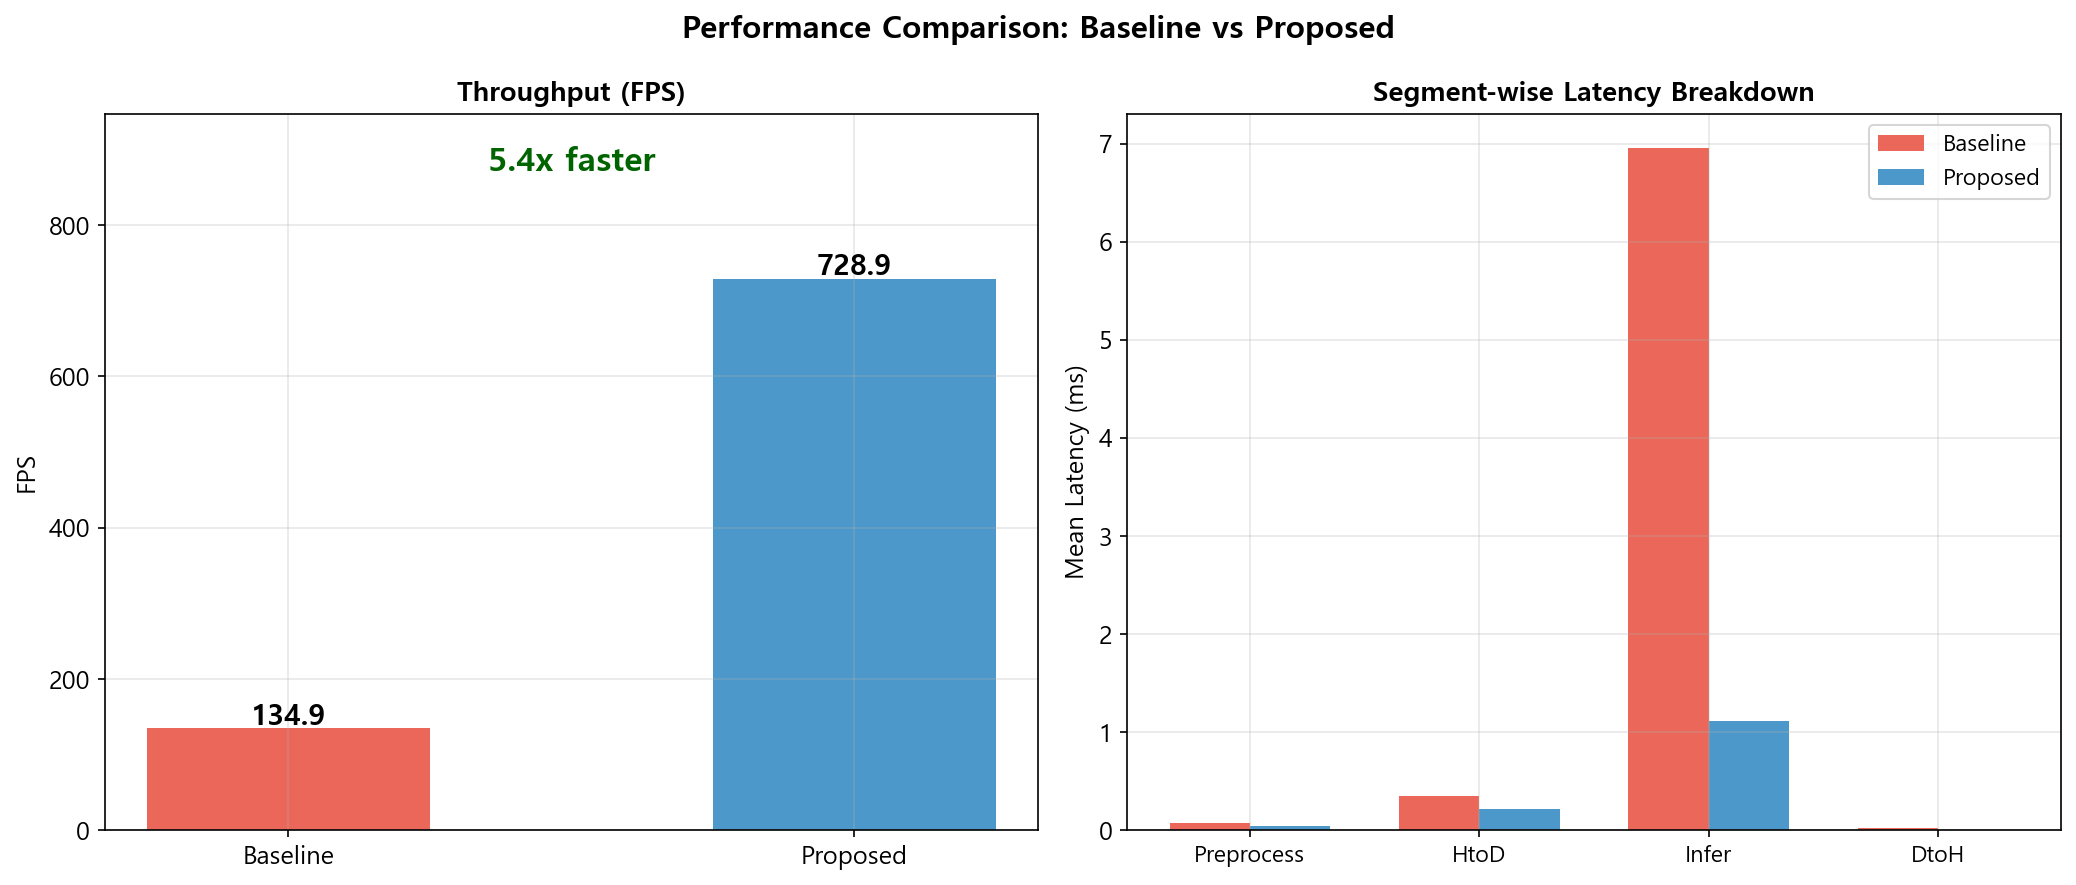 Performance Comparison: Baseline vs Proposed
Throughput (FPS)
5.4x faster
800
728.9
600
FPS
400
200
134.9
0
Baseline
Proposed
Segment-wise Latency Breakdown
Baseline
Proposed
7
6
5
Mean Latency (ms)
4
3
2
1
0
Preprocess
HtoD
Infer
DtoH